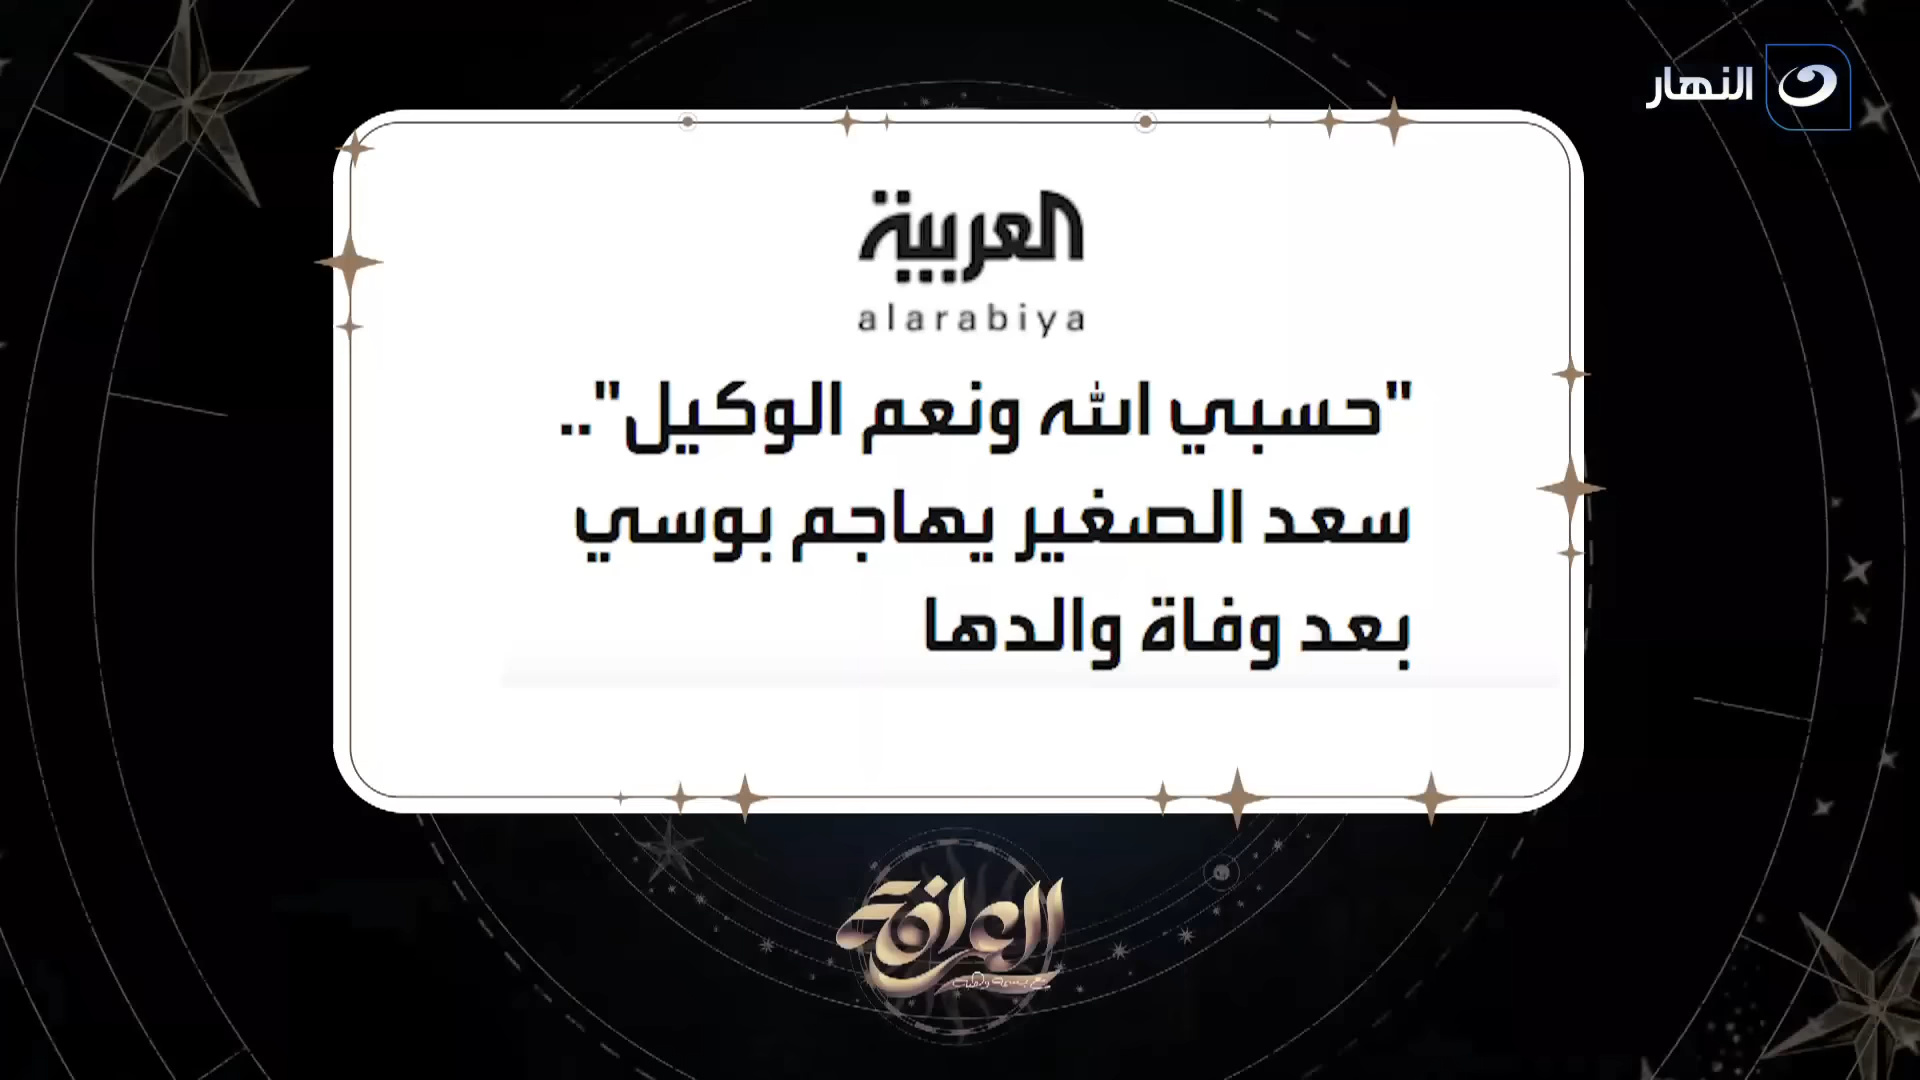 النهار
العربية
alarabiya
"حسبي الله ونعم الوكيل"..
سعد الصغير يهاجم بوسي
بعد وفاة والدها
العرافة